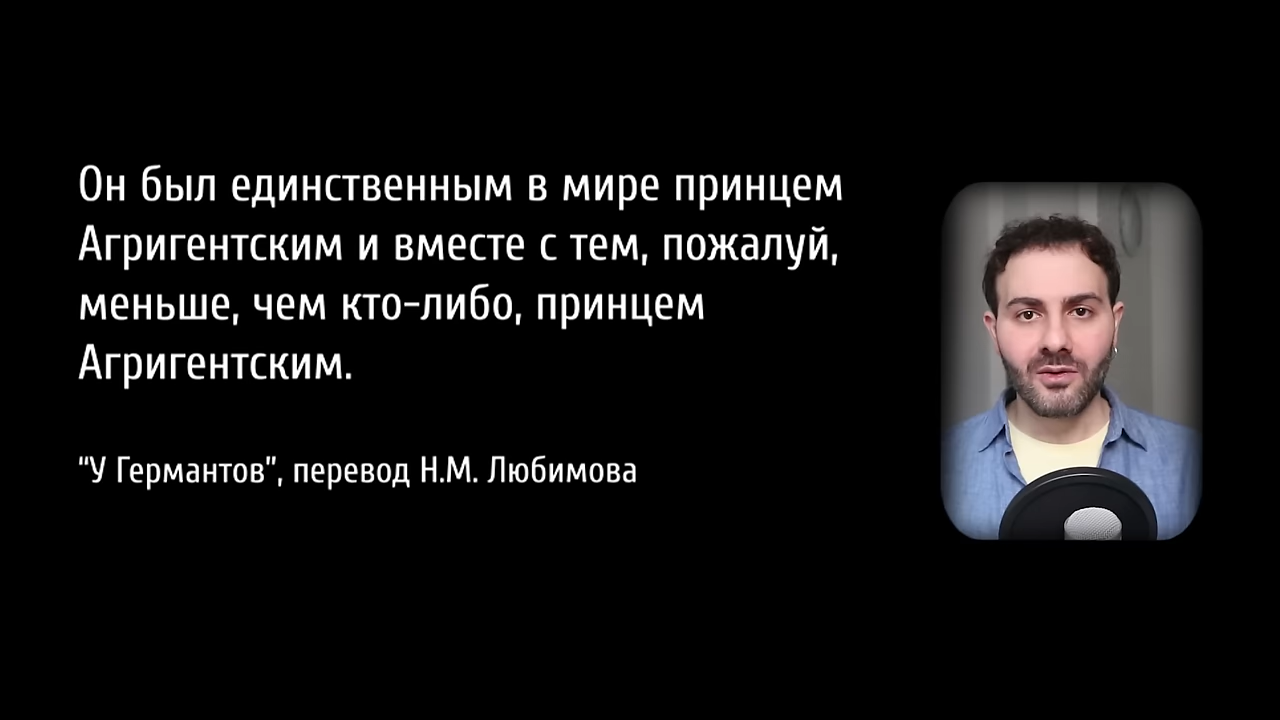 Он был единственным в мире принцем
Агригентским и вместе с тем, пожалуй,
меньше, чем кто-либо, принцем
Агригентским.
“У Германтов”, перевод Н.М. Любимова